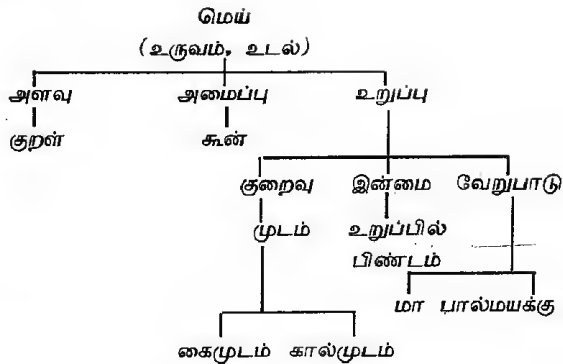 மெய்
(உருவம், உடல்)
அளவு அமைப்பு உறுப்பு
குறள் கூன்
குறைவு இன்மை வேறுபாடு
முடம் உறுப்பில்
பிண்டம்
மா பால்மயக்கு
கைமுடம் கால்முடம்